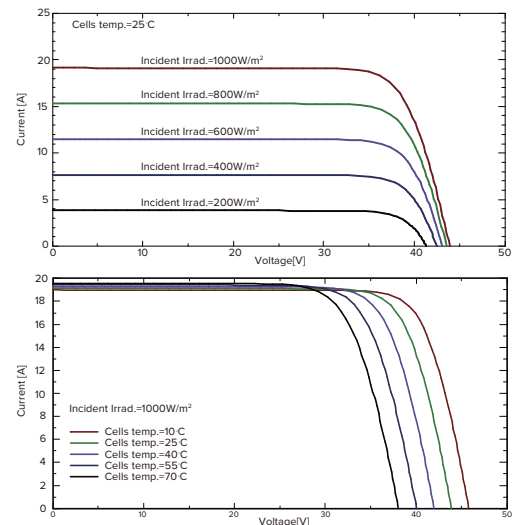 Cells temp.=25°C
25
20
15
10
5
0
Current [A]
Incident Irrad.=1000W/m²
Incident Irrad.=800W/m²
Incident Irrad.=600W/m²
Incident Irrad.=400W/m²
Incident Irrad.=200W/m²
0 10 20 30 40 50
Voltage[V]
20
18
16
14
12
10
8
6
4
2
0
Current [A]
Incident Irrad.=1000W/m²
Cells temp.=10°C
Cells temp.=25°C
Cells temp.=40°C
Cells temp.=55°C
Cells temp.=70°C
0 10 20 30 40 50
Voltage[V]